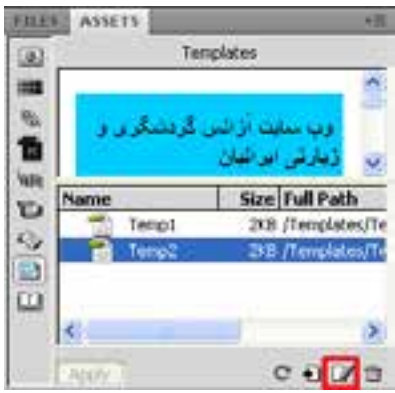 FILES ASSETS
Templates
وب سایت آژانس گردشگری و
زیارتی ایرانیان
Name Size Full Path
Temp1 2KB /Templates/Te
Temp2 2KB /Templates/Te
Apply